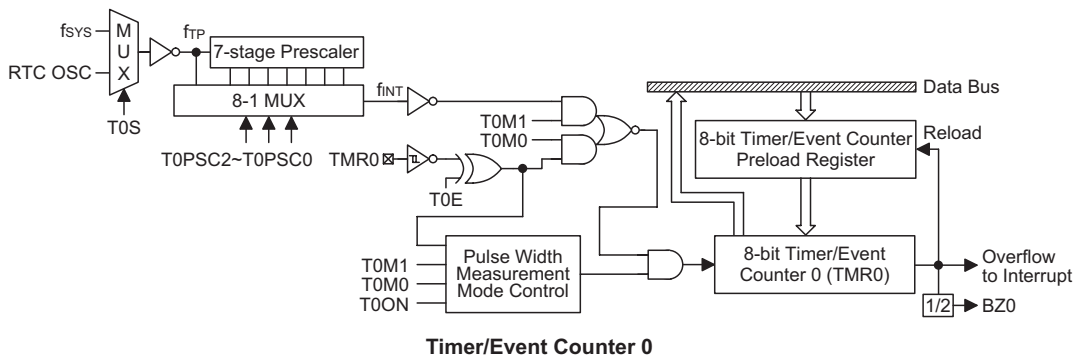 fSYS
RTC OSC
M
U
X
T0S
fTP
7-stage Prescaler
8-1 MUX
T0PSC2~T0PSC0
fINT
T0M1
T0M0
TMR0
T0E
T0M1
T0M0
T0ON
Pulse Width
Measurement
Mode Control
Data Bus
8-bit Timer/Event Counter
Preload Register
Reload
8-bit Timer/Event
Counter 0 (TMR0)
Overflow
to Interrupt
1/2
BZ0
Timer/Event Counter 0